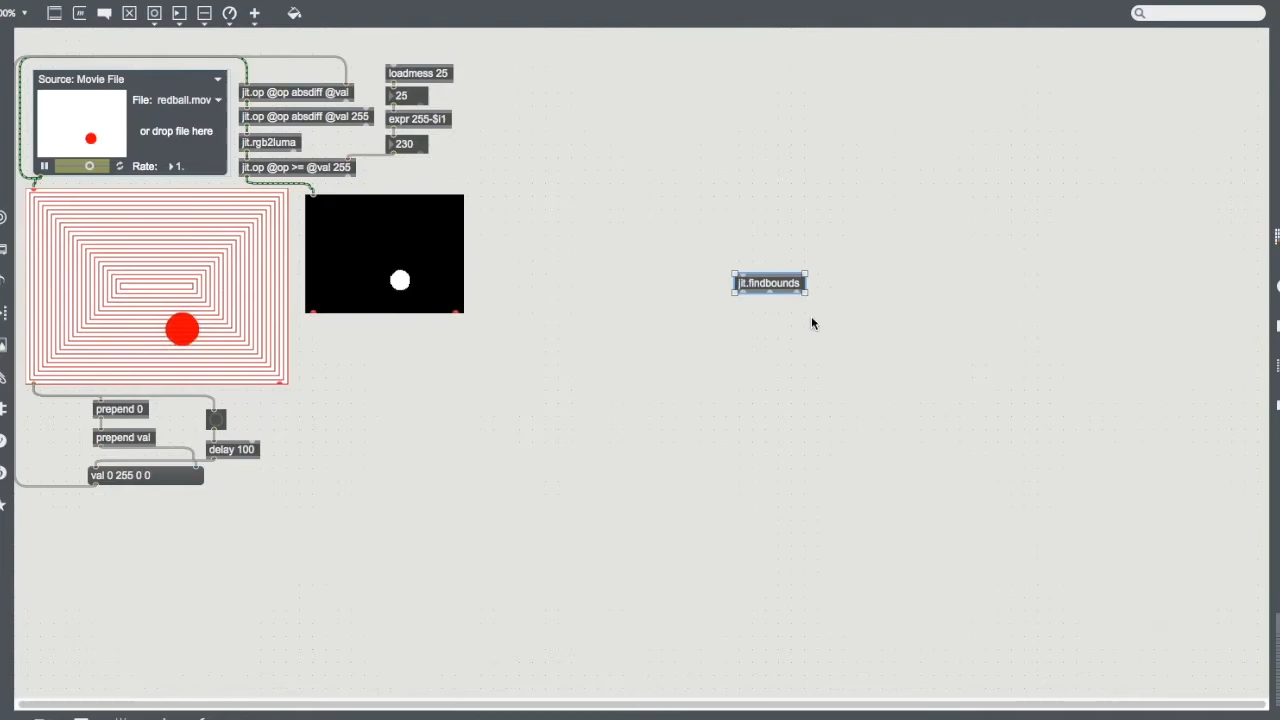 00%
Source: Movie File
File: redball.mov
or drop file here
Rate: 1.
jit.op @op absdiff @val
jit.op @op absdiff @val 255
jit.rgb2luma
jit.op @op >= @val 255
loadmess 25
25
expr 255-$i1
230
jit.findbounds
prepend 0
prepend val
delay 100
val 0 255 0 0